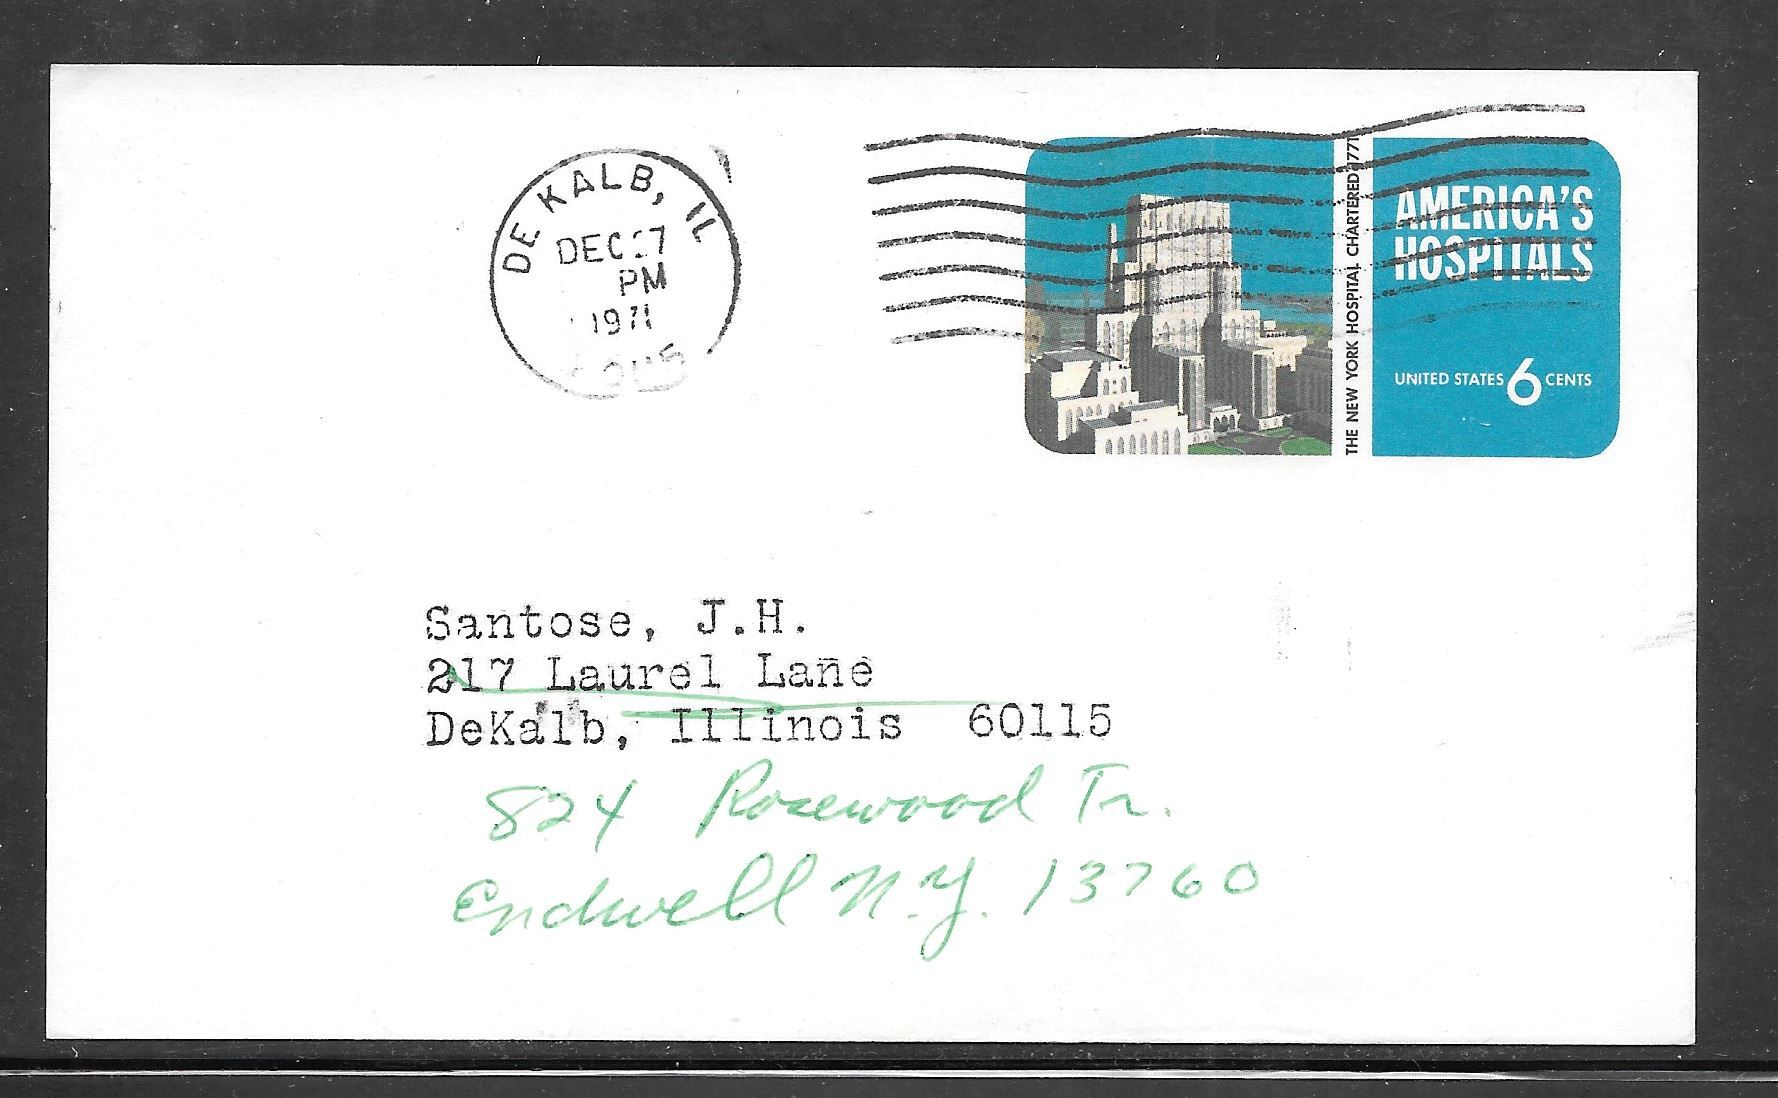 DE KALB, IL
DEC 27
PM
1971
THE NEW YORK HOSPITAL CHARTERED 1771
AMERICA'S
HOSPITALS
UNITED STATES 6 CENTS
Santose, J.H.
217 Laurel Lane
DeKalb, Illinois 60115
824 Rosewood Tr.
Endwell N.Y. 13760